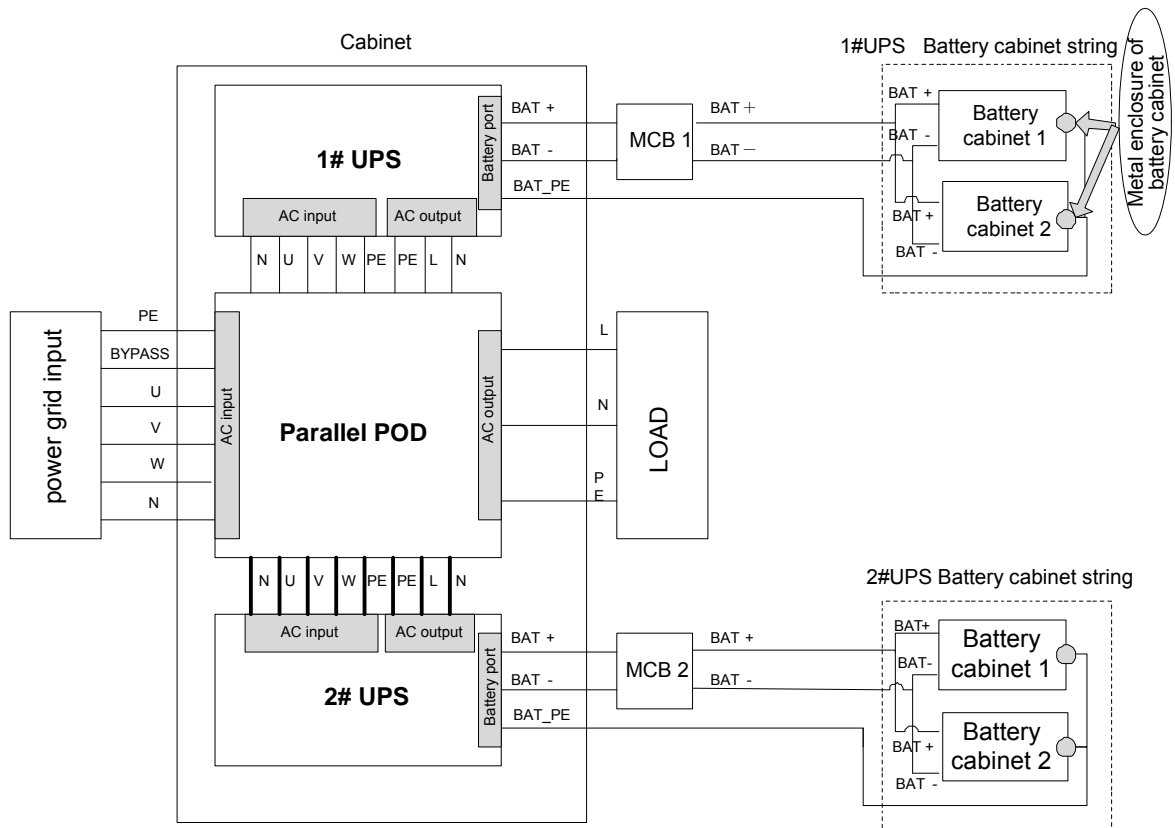 Cabinet
1#UPS Battery cabinet string
Metal enclosure of
battery cabinet
1# UPS
Battery port
AC input
AC output
BAT +
BAT -
BAT_PE
MCB 1
BAT +
BAT —
BAT +
BAT -
Battery
cabinet 1
BAT +
BAT -
Battery
cabinet 2
N U V W PE PE L N
power grid input
PE
BYPASS
U
V
W
N
AC input
Parallel POD
AC output
L
N
P
E
LOAD
N U V W PE PE L N
AC input
AC output
2# UPS
Battery port
BAT +
BAT -
BAT_PE
MCB 2
BAT +
BAT -
2#UPS Battery cabinet string
BAT+
BAT-
Battery
cabinet 1
BAT +
BAT -
Battery
cabinet 2